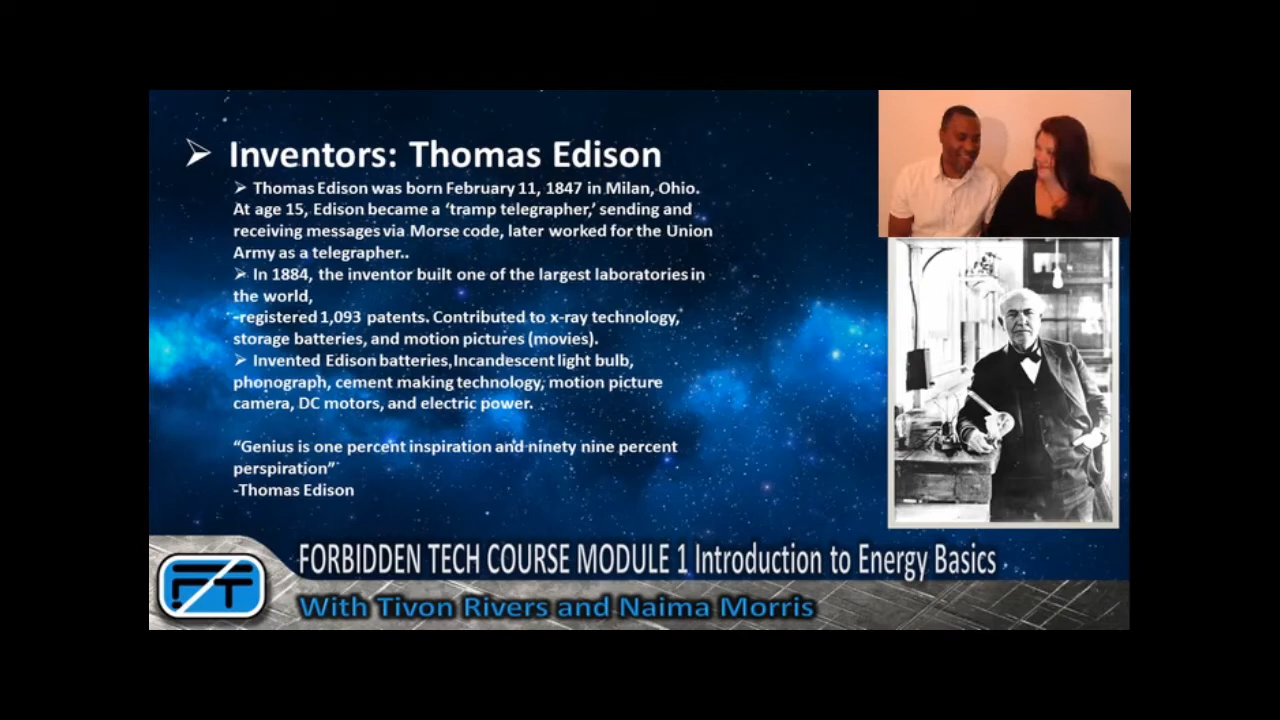 ➢ Inventors: Thomas Edison
➢ Thomas Edison was born February 11, 1847 in Milan, Ohio.
At age 15, Edison became a ‘tramp telegrapher,’ sending and
receiving messages via Morse code, later worked for the Union
Army as a telegrapher..
➢ In 1884, the inventor built one of the largest laboratories in
the world,
-registered 1,093 patents. Contributed to x-ray technology,
storage batteries, and motion pictures (movies).
➢ Invented Edison batteries,Incandescent light bulb,
phonograph, cement making technology, motion picture
camera, DC motors, and electric power.
“Genius is one percent inspiration and ninety nine percent
perspiration”
-Thomas Edison
FORBIDDEN TECH COURSE MODULE 1 Introduction to Energy Basics
FT
With Tivon Rivers and Naima Morris